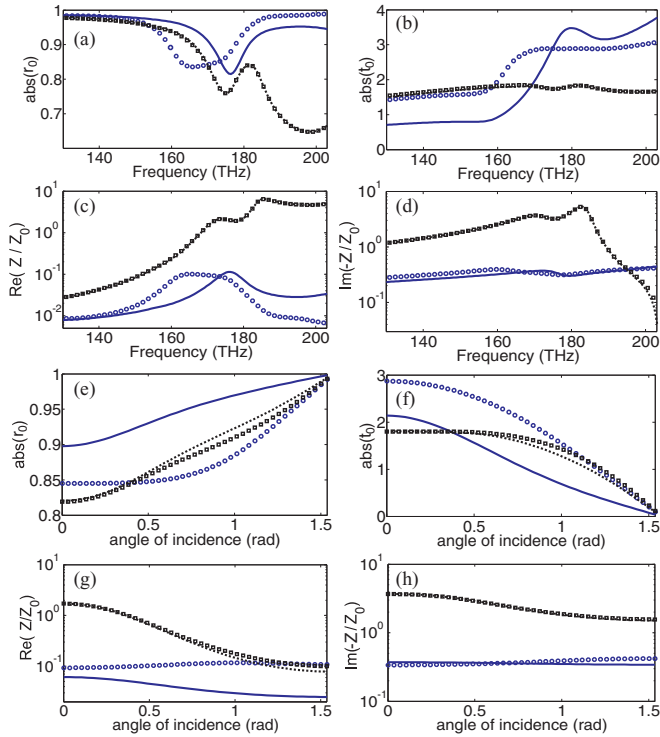 (a)
abs(r0)
1
0.9
0.8
0.7
140 160 180 200
Frequency (THz)
(b)
abs(t0)
4
3
2
1
0
140 160 180 200
Frequency (THz)
(c)
Re( Z / Z0)
10^1
10^0
10^-1
10^-2
140 160 180 200
Frequency (THz)
(d)
Im(-Z/Z0)
10^1
10^0
10^-1
140 160 180 200
Frequency (THz)
(e)
abs(r0)
1
0.95
0.9
0.85
0.8
0 0.5 1 1.5
angle of incidence (rad)
(f)
abs(t0)
3
2
1
0
0 0.5 1 1.5
angle of incidence (rad)
(g)
Re( Z/Z0)
10^1
10^0
10^-1
0 0.5 1 1.5
angle of incidence (rad)
(h)
Im(-Z/Z0)
10^1
10^0
10^-1
0 0.5 1 1.5
angle of incidence (rad)